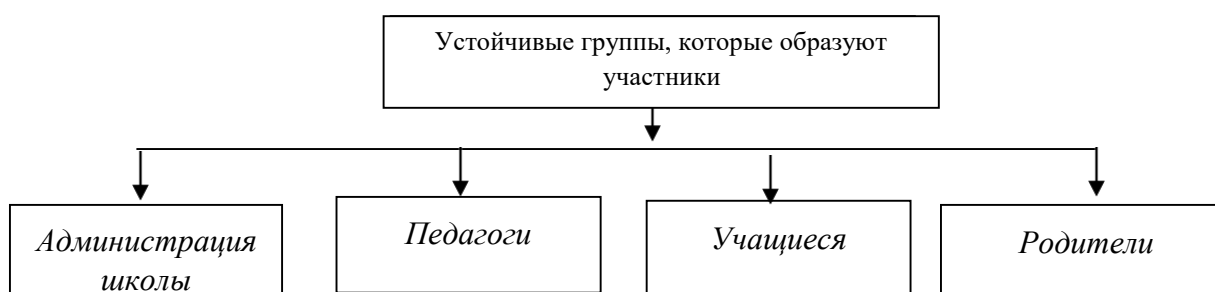 Устойчивые группы, которые образуют
участники
Администрация
школы
Педагоги
Учащиеся
Родители